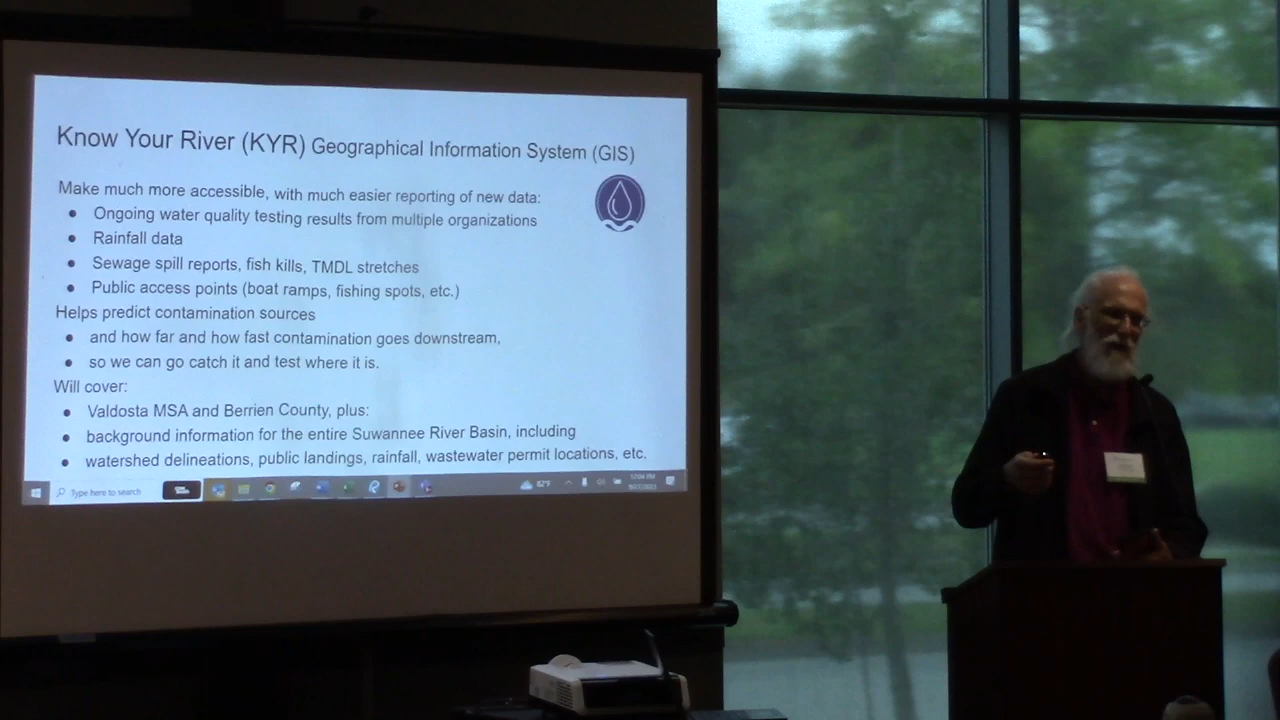 Know Your River (KYR) Geographical Information System (GIS)
Make much more accessible, with much easier reporting of new data:
● Ongoing water quality testing results from multiple organizations
● Rainfall data
● Sewage spill reports, fish kills, TMDL stretches
● Public access points (boat ramps, fishing spots, etc.)
Helps predict contamination sources
● and how far and how fast contamination goes downstream,
● so we can go catch it and test where it is.
Will cover:
● Valdosta MSA and Berrien County, plus:
● background information for the entire Suwannee River Basin, including
● watershed delineations, public landings, rainfall, wastewater permit locations, etc.
Type here to search
82°F
12:04 PM